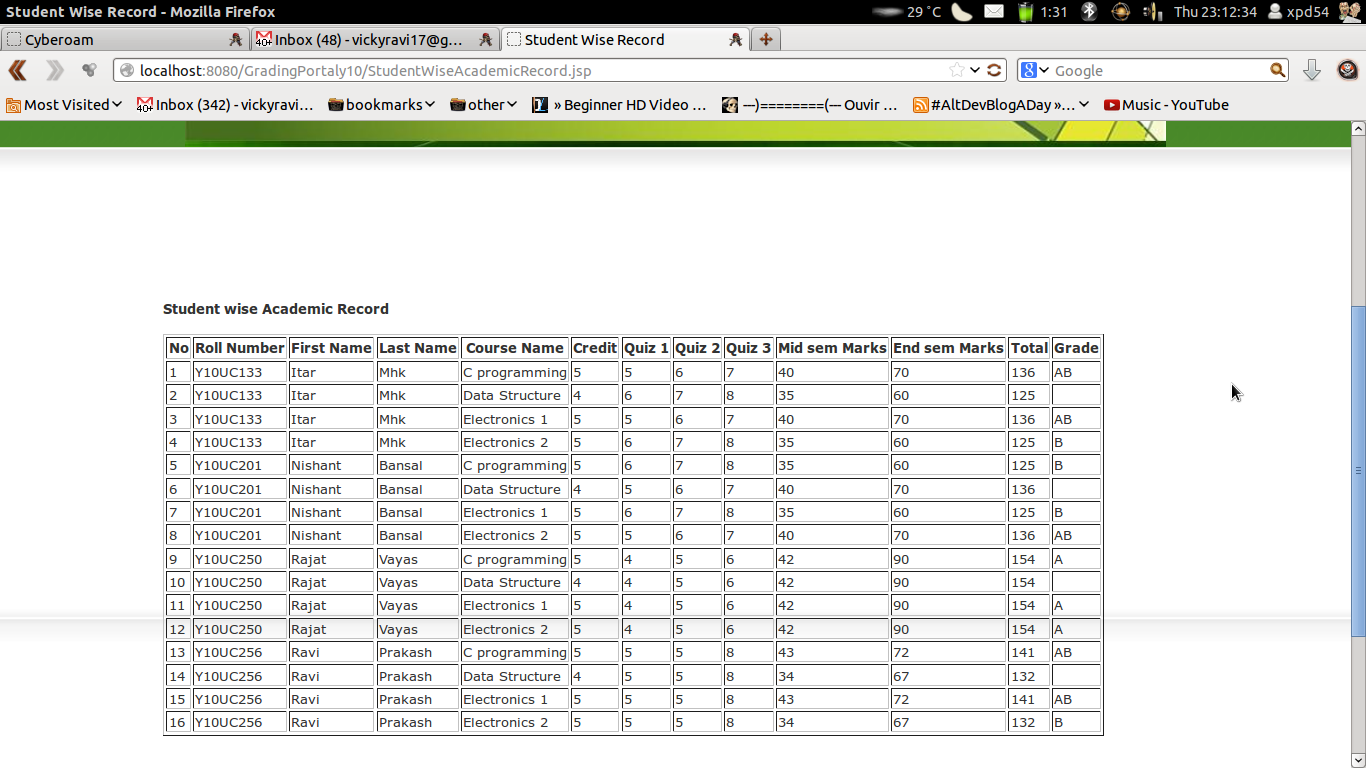 Student Wise Record - Mozilla Firefox 29 °C 1:31 Thu 23:12:34 xpd54
Cyberoam Inbox (48) - vickyravi17@g... Student Wise Record
localhost:8080/GradingPortaly10/StudentWiseAcademicRecord.jsp Google
Most Visited Inbox (342) - vickyravi... bookmarks other » Beginner HD Video ... ---)========(--- Ouvir ... #AltDevBlogADay »... Music - YouTube
Student wise Academic Record
No Roll Number First Name Last Name Course Name Credit Quiz 1 Quiz 2 Quiz 3 Mid sem Marks End sem Marks Total Grade
1 Y10UC133 Itar Mhk C programming 5 5 6 7 40 70 136 AB
2 Y10UC133 Itar Mhk Data Structure 4 6 7 8 35 60 125
3 Y10UC133 Itar Mhk Electronics 1 5 5 6 7 40 70 136 AB
4 Y10UC133 Itar Mhk Electronics 2 5 6 7 8 35 60 125 B
5 Y10UC201 Nishant Bansal C programming 5 6 7 8 35 60 125 B
6 Y10UC201 Nishant Bansal Data Structure 4 5 6 7 40 70 136
7 Y10UC201 Nishant Bansal Electronics 1 5 6 7 8 35 60 125 B
8 Y10UC201 Nishant Bansal Electronics 2 5 5 6 7 40 70 136 AB
9 Y10UC250 Rajat Vayas C programming 5 4 5 6 42 90 154 A
10 Y10UC250 Rajat Vayas Data Structure 4 4 5 6 42 90 154
11 Y10UC250 Rajat Vayas Electronics 1 5 4 5 6 42 90 154 A
12 Y10UC250 Rajat Vayas Electronics 2 5 4 5 6 42 90 154 A
13 Y10UC256 Ravi Prakash C programming 5 5 5 8 43 72 141 AB
14 Y10UC256 Ravi Prakash Data Structure 4 5 5 8 34 67 132
15 Y10UC256 Ravi Prakash Electronics 1 5 5 5 8 43 72 141 AB
16 Y10UC256 Ravi Prakash Electronics 2 5 5 5 8 34 67 132 B